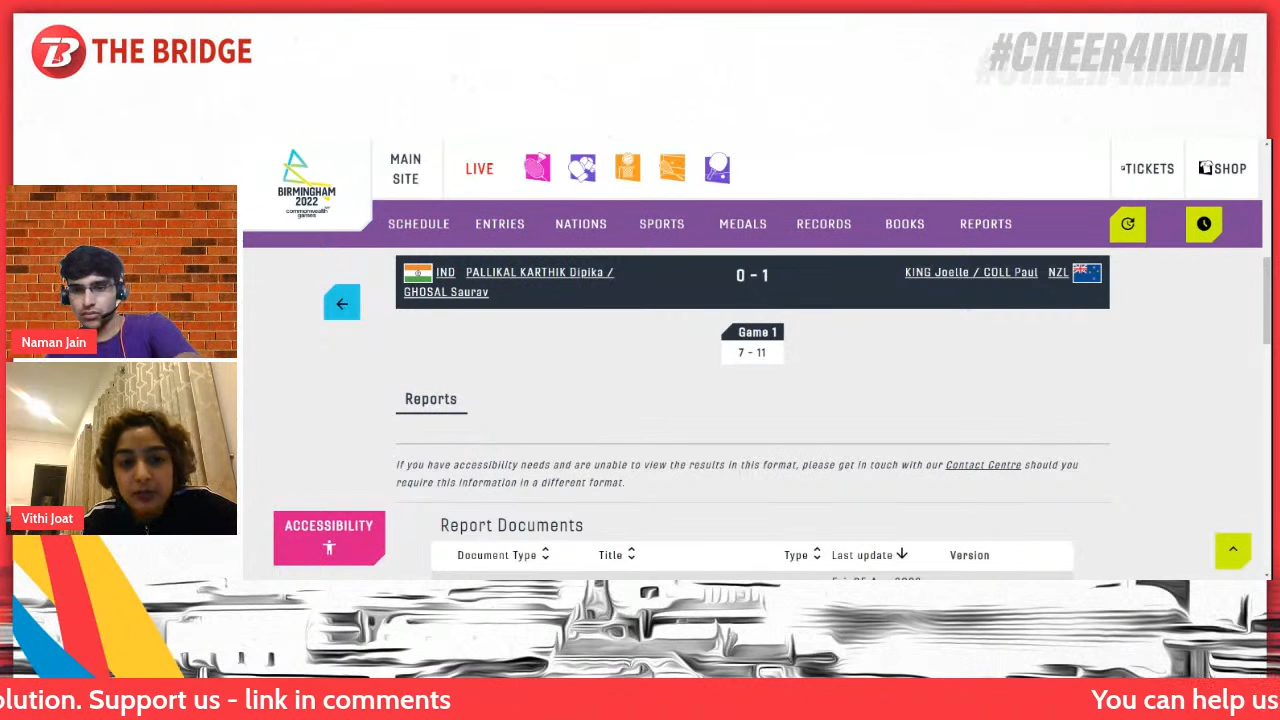 THE BRIDGE
#CHEER4INDIA
BIRMINGHAM
2022
commonwealth
games
MAIN
SITE
LIVE
TICKETS
SHOP
SCHEDULE ENTRIES NATIONS SPORTS MEDALS RECORDS BOOKS REPORTS
IND PALLIKAL KARTHIK Dipika /
GHOSAL Saurav
0 - 1
KING Joelle / COLL Paul NZL
Game 1
7 - 11
Naman Jain
Reports
If you have accessibility needs and are unable to view the results in this format, please get in touch with our Contact Centre should you
require this information in a different format.
Vithi Joat
ACCESSIBILITY
Report Documents
Document Type Title Type Last update Version
olution. Support us - link in comments
You can help us